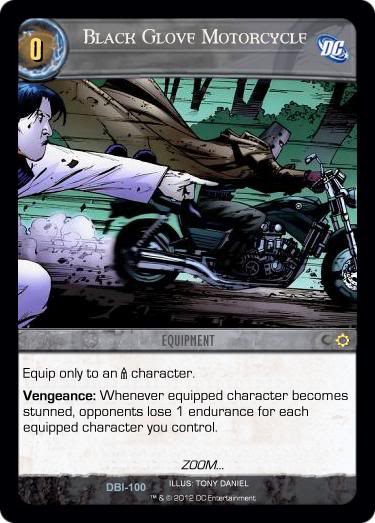 0
BLACK GLOVE MOTORCYCLE
DC
EQUIPMENT
Equip only to an character.
Vengeance: Whenever equipped character becomes
stunned, opponents lose 1 endurance for each
equipped character you control.
ZOOM...
DBI-100 ILLUS: TONY DANIEL
™ & © 2012 DC Entertainment